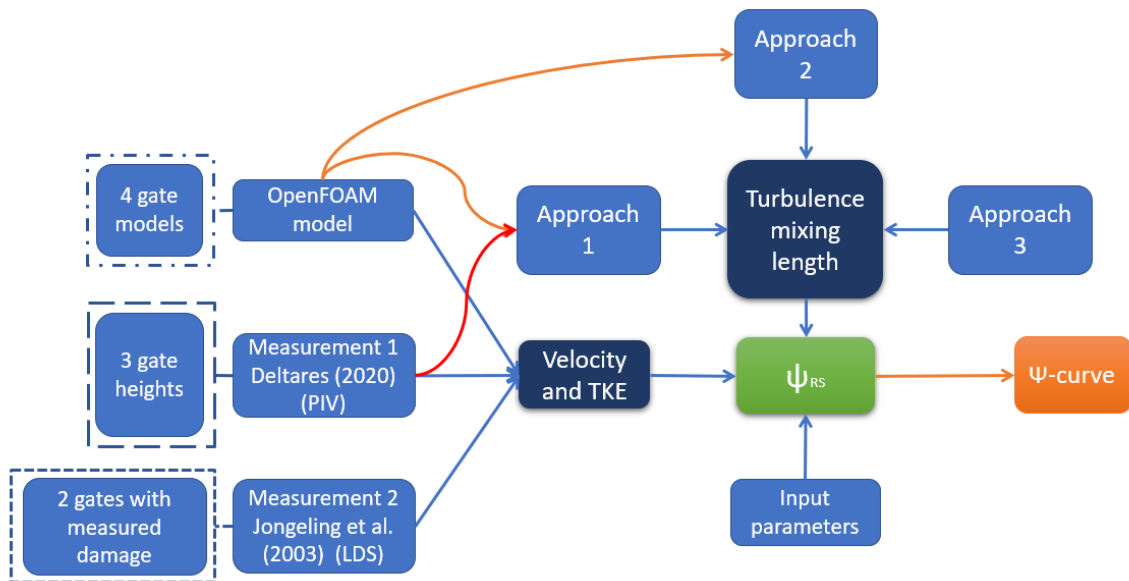 Approach
2
4 gate
models
OpenFOAM
model
Approach
1
Turbulence
mixing
length
Approach
3
3 gate
heights
Measurement 1
Deltares (2020)
(PIV)
Velocity
and TKE
ψRS
Ψ-curve
2 gates with
measured
damage
Measurement 2
Jongeling et al.
(2003) (LDS)
Input
parameters